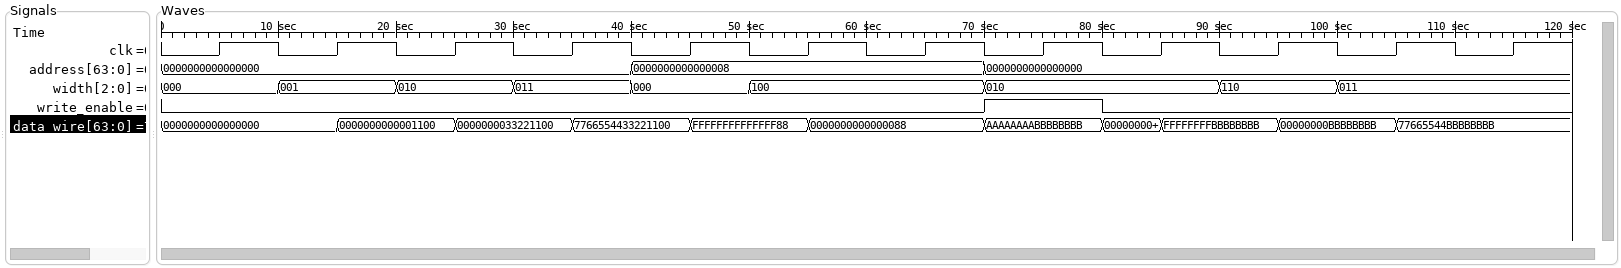 Signals
Waves
Time
10 sec 20 sec 30 sec 40 sec 50 sec 60 sec 70 sec 80 sec 90 sec 100 sec 110 sec 120 sec
clk =
address[63:0] = 0000000000000000 0000000000000008 0000000000000000
width[2:0] = 000 001 010 011 000 100 010 110 011
write_enable =
data_wire[63:0] = 0000000000000000 0000000000001100 0000000033221100 7766554433221100 FFFFFFFFFFFFFF88 0000000000000088 AAAAAAAABBBBBBBB 00000000+ FFFFFFFFBBBBBBBB 00000000BBBBBBBB 77665544BBBBBBBB